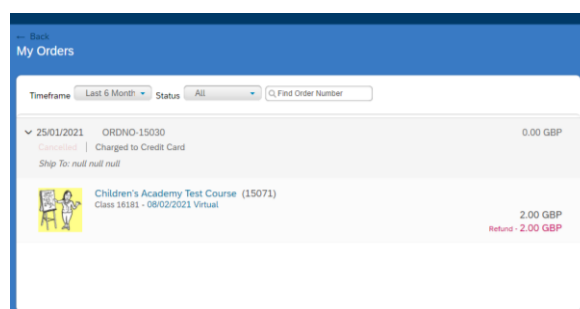 ← Back
My Orders
Timeframe Last 6 Month Status All Find Order Number
25/01/2021 ORDNO-15030 0.00 GBP
Cancelled | Charged to Credit Card
Ship To: null null null
Children's Academy Test Course (15071)
Class 16181 - 08/02/2021 Virtual
2.00 GBP
Refund - 2.00 GBP